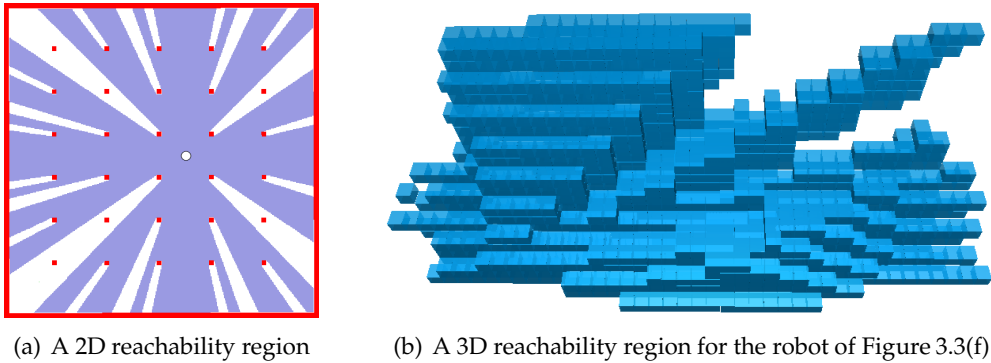 (a) A 2D reachability region
(b) A 3D reachability region for the robot of Figure 3.3(f)